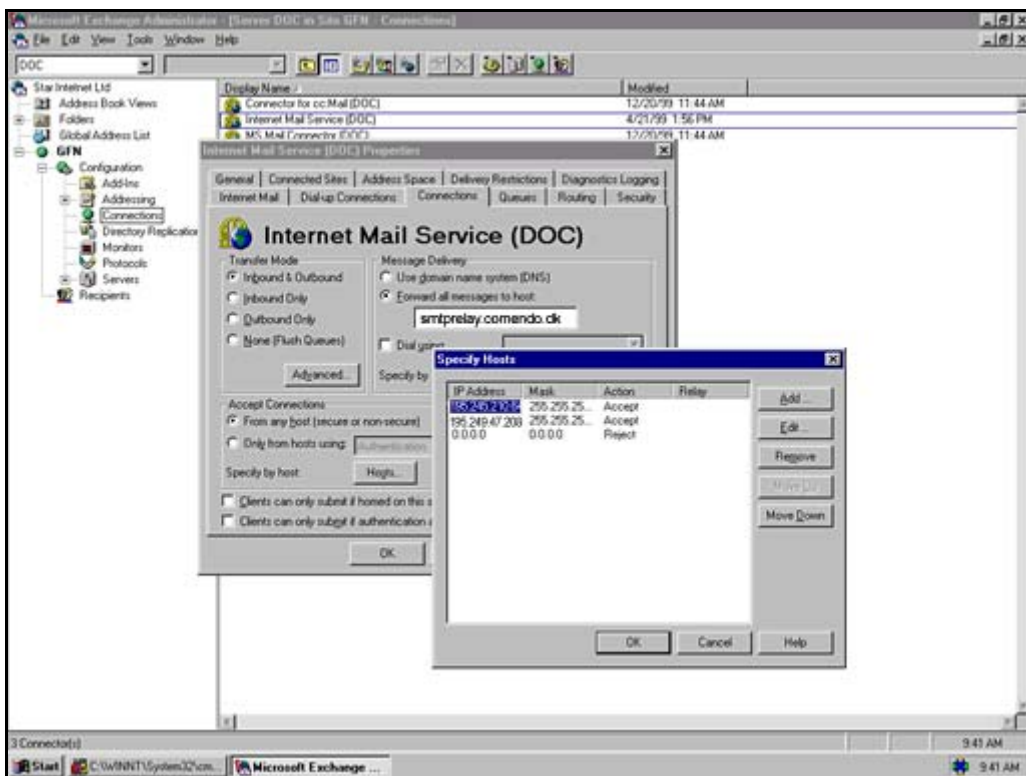 Microsoft Exchange Administrator - [Server DOC in Site GFN - Connections]
File Edit View Tools Window Help
DOC
Star Internet Ltd
Address Book Views
Folders
Global Address List
GFN
Configuration
Add-Ins
Addressing
Connections
Directory Replication
Monitors
Protocols
Servers
Recipients
Display Name
Modified
Connector for cc:Mail (DOC)
12/20/99 11:44 AM
Internet Mail Service (DOC)
4/21/99 1:56 PM
MS Mail Connector (DOC)
12/20/99 11:44 AM
Internet Mail Service (DOC) Properties
General Connected Sites Address Space Delivery Restrictions Diagnostics Logging
Internet Mail Dial-up Connections Connections Queues Routing Security
Internet Mail Service (DOC)
Transfer Mode
Inbound & Outbound
Inbound Only
Outbound Only
None (Flush Queues)
Advanced...
Message Delivery
Use domain name system (DNS)
Forward all messages to host:
smtprelay.comendo.dk
Dial using:
Specify by
Accept Connections
From any host (secure or non-secure)
Only from hosts using:
Authentication
Specify by host:
Hosts...
Clients can only submit if homed on this s
Clients can only submit if authentication a
OK
Specify Hosts
IP Address Mask Action Relay
255.255.25... Accept
195.249.47.208 255.255.25... Accept
0.0.0.0 0.0.0.0 Reject
Add...
Edit...
Remove
Move Up
Move Down
OK Cancel Help
3 Connector(s)
9:41 AM
Start C:\WINNT\System32\cm... Microsoft Exchange ... 9:41 AM